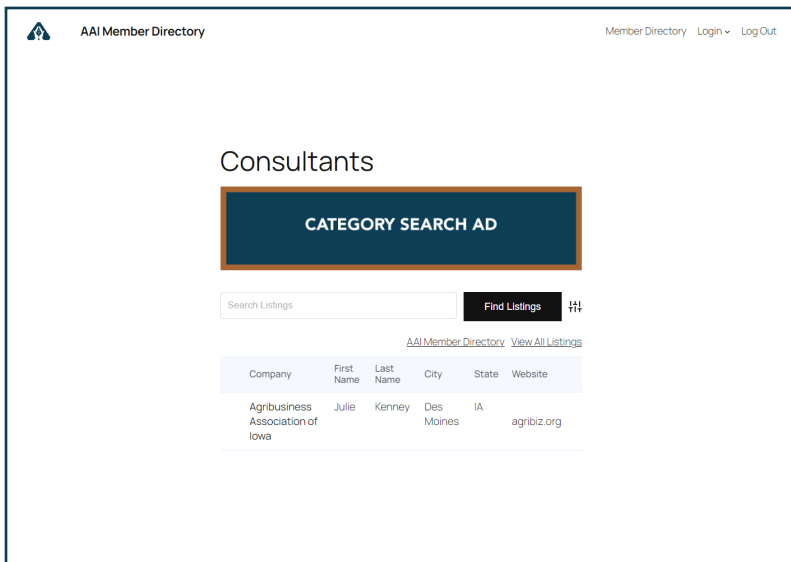 AAI Member Directory
Member Directory Login Log Out
Consultants
CATEGORY SEARCH AD
Search Listings
Find Listings
AAI Member Directory View All Listings
Company First Name Last Name City State Website
Agribusiness Association of Iowa Julie Kenney Des Moines IA agribiz.org